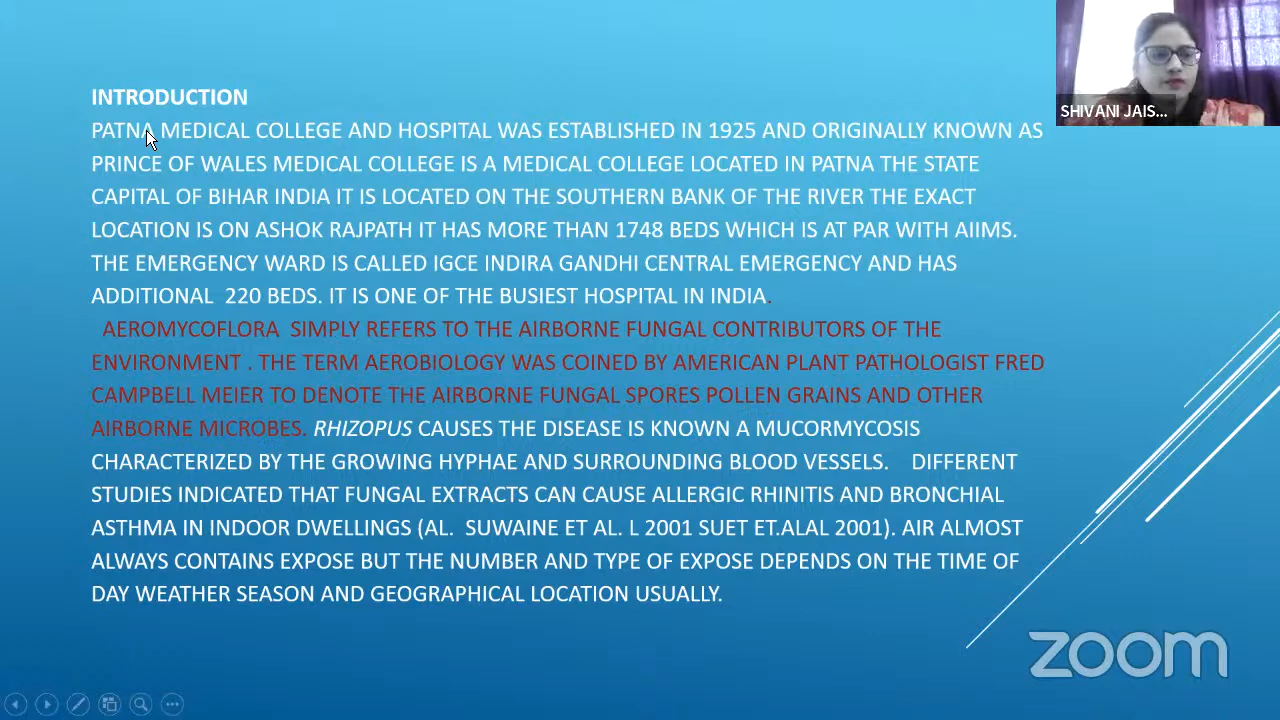 INTRODUCTION
PATNA MEDICAL COLLEGE AND HOSPITAL WAS ESTABLISHED IN 1925 AND ORIGINALLY KNOWN AS
PRINCE OF WALES MEDICAL COLLEGE IS A MEDICAL COLLEGE LOCATED IN PATNA THE STATE
CAPITAL OF BIHAR INDIA IT IS LOCATED ON THE SOUTHERN BANK OF THE RIVER THE EXACT
LOCATION IS ON ASHOK RAJPATH IT HAS MORE THAN 1748 BEDS WHICH IS AT PAR WITH AIIMS.
THE EMERGENCY WARD IS CALLED IGCE INDIRA GANDHI CENTRAL EMERGENCY AND HAS
ADDITIONAL 220 BEDS. IT IS ONE OF THE BUSIEST HOSPITAL IN INDIA.
AEROMYCOFLORA SIMPLY REFERS TO THE AIRBORNE FUNGAL CONTRIBUTORS OF THE
ENVIRONMENT . THE TERM AEROBIOLOGY WAS COINED BY AMERICAN PLANT PATHOLOGIST FRED
CAMPBELL MEIER TO DENOTE THE AIRBORNE FUNGAL SPORES POLLEN GRAINS AND OTHER
AIRBORNE MICROBES. RHIZOPUS CAUSES THE DISEASE IS KNOWN A MUCORMYCOSIS
CHARACTERIZED BY THE GROWING HYPHAE AND SURROUNDING BLOOD VESSELS. DIFFERENT
STUDIES INDICATED THAT FUNGAL EXTRACTS CAN CAUSE ALLERGIC RHINITIS AND BRONCHIAL
ASTHMA IN INDOOR DWELLINGS (AL. SUWAINE ET AL. L 2001 SUET ET.ALAL 2001). AIR ALMOST
ALWAYS CONTAINS EXPOSE BUT THE NUMBER AND TYPE OF EXPOSE DEPENDS ON THE TIME OF
DAY WEATHER SEASON AND GEOGRAPHICAL LOCATION USUALLY.
SHIVANI JAIS...
zoom